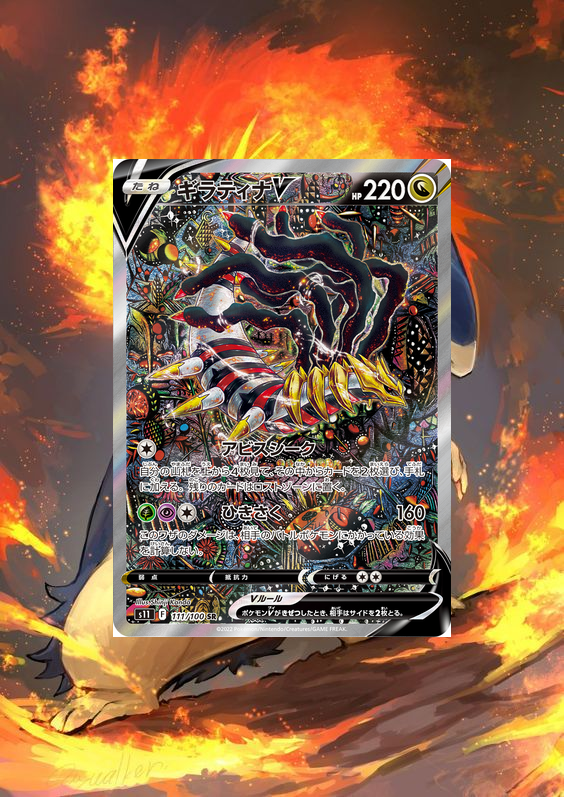 たね ギラティナV HP 220
アビスシーク
自分の山札を上から4枚見て、その中からカードを2枚選び、手札
に加える。残りのカードはロストゾーンに置く。
ひきさく 160
このワザのダメージは、相手のバトルポケモンにかかっている効果
を計算しない。
弱点 抵抗力 にげる
Illus. Shinji Kanda
Vルール
ポケモンVがきぜつしたとき、相手はサイドを2枚とる。
S11 F 111/100 SR
©2022 Pokémon/Nintendo/Creatures/GAME FREAK.